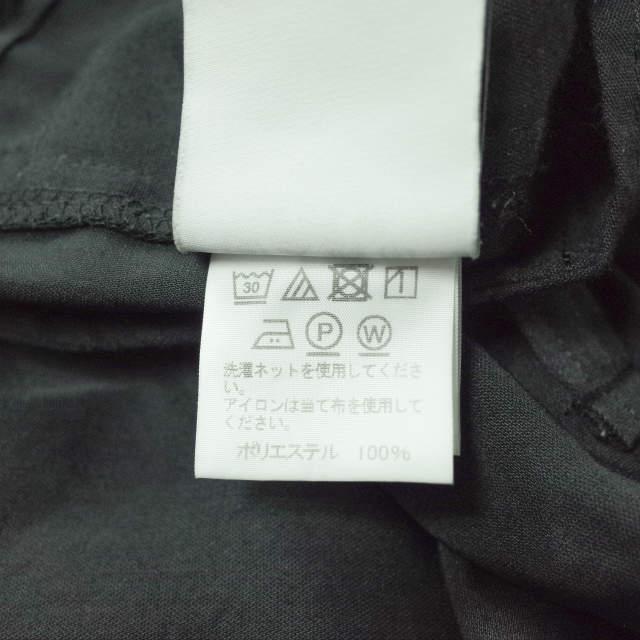 30
P W
洗濯ネットを使用してくださ
い。
アイロンは当て布を使用して
ください。
ポリエステル 100%